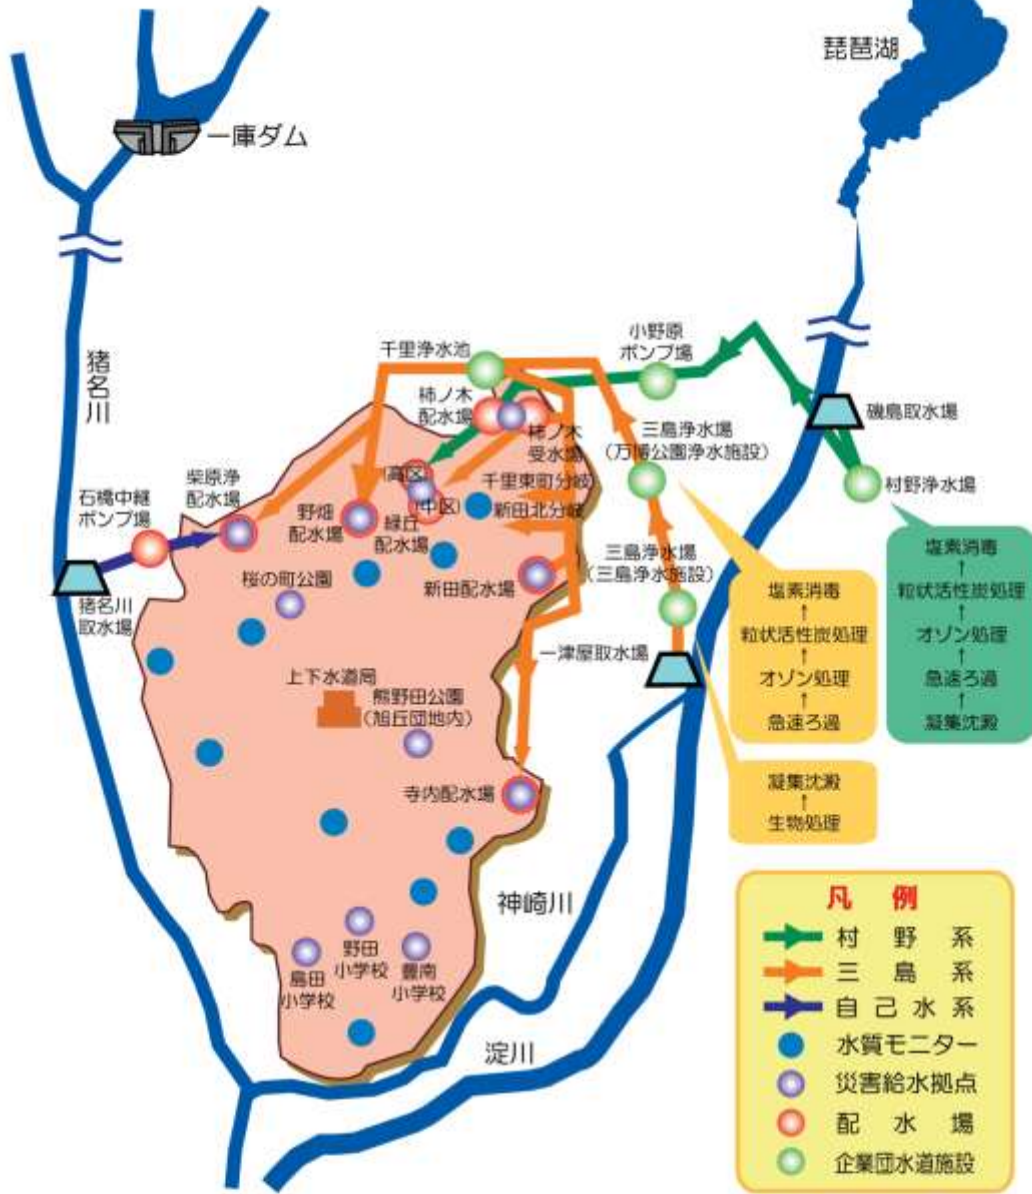 琵琶湖
一庫ダム
猪名川
千里浄水池
小野原
ポンプ場
柿ノ木
配水場
柿ノ木
受水場
三島浄水場
(万博公園浄水施設)
磯島取水場
村野浄水場
石橋中継
ポンプ場
柴原浄
配水場
(高区)
(中区)
千里東町分岐
新田北分岐
野畑
配水場
緑丘
配水場
三島浄水場
(三島浄水施設)
桜の町公園
新田配水場
猪名川
取水場
一津屋取水場
上下水道局
熊野田公園
(旭丘団地内)
寺内配水場
塩素消毒
↑
粒状活性炭処理
↑
オゾン処理
↑
急速ろ過
塩素消毒
↑
粒状活性炭処理
↑
オゾン処理
↑
急速ろ過
↑
凝集沈澱
凝集沈澱
↑
生物処理
神崎川
野田
小学校
島田
小学校
豊南
小学校
淀川
凡 例
村 野 系
三 島 系
自 己 水 系
水質モニター
災害給水拠点
配 水 場
企業団水道施設